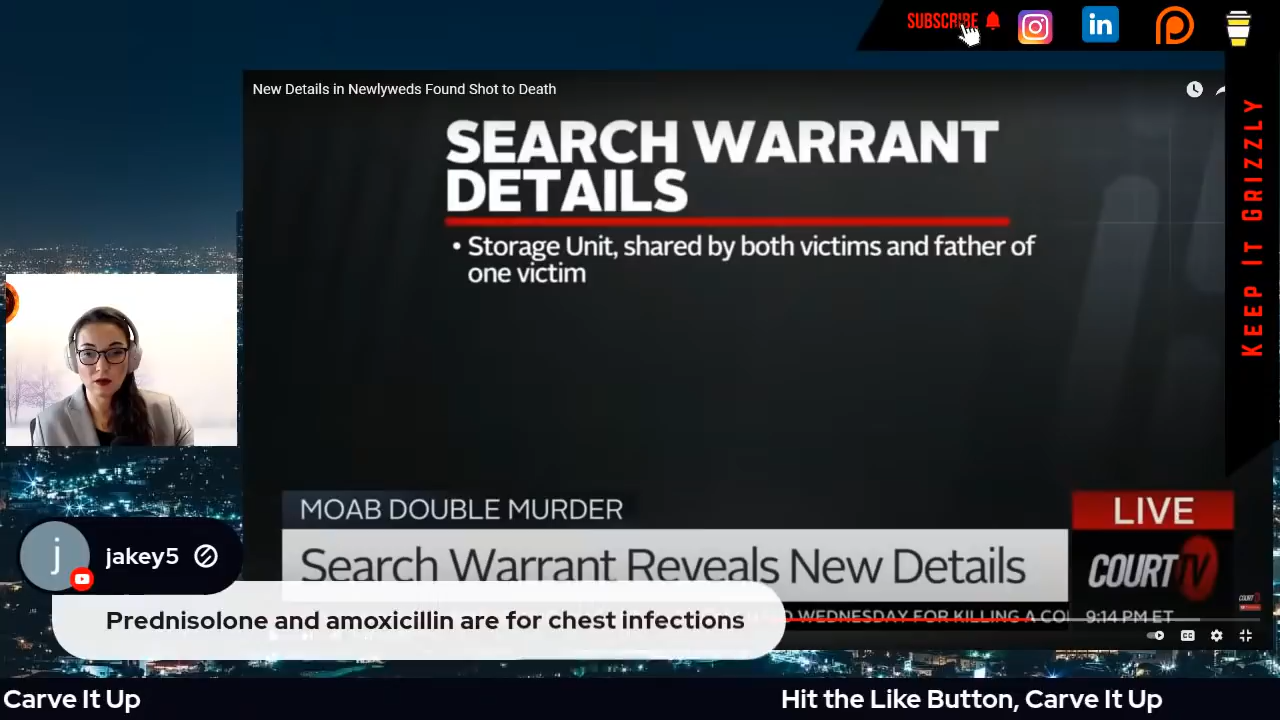 SUBSCRIBE
in
New Details in Newlyweds Found Shot to Death
SEARCH WARRANT
DETAILS
• Storage Unit, shared by both victims and father of
one victim
KEEP IT GRIZZLY
MOAB DOUBLE MURDER
LIVE
Search Warrant Reveals New Details
COURT TV
WEDNESDAY FOR KILLING A
9:14 PM ET
CC
j
jakey5
Prednisolone and amoxicillin are for chest infections
Carve It Up
Hit the Like Button, Carve It Up